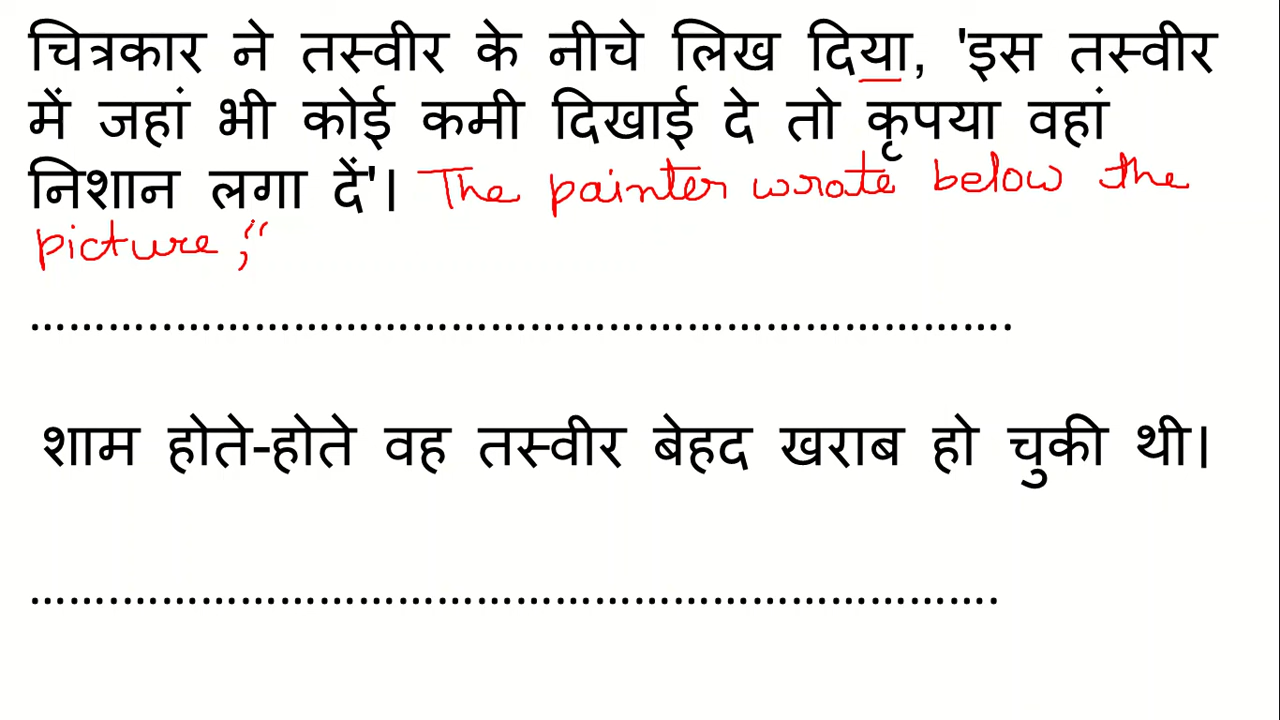 चित्रकार ने तस्वीर के नीचे लिख दिया, 'इस तस्वीर
में जहां भी कोई कमी दिखाई दे तो कृपया वहां
निशान लगा दें'। The painter wrote below the
picture,“
……………………………………………………………….
शाम होते-होते वह तस्वीर बेहद खराब हो चुकी थी।
……………………………………………………………….